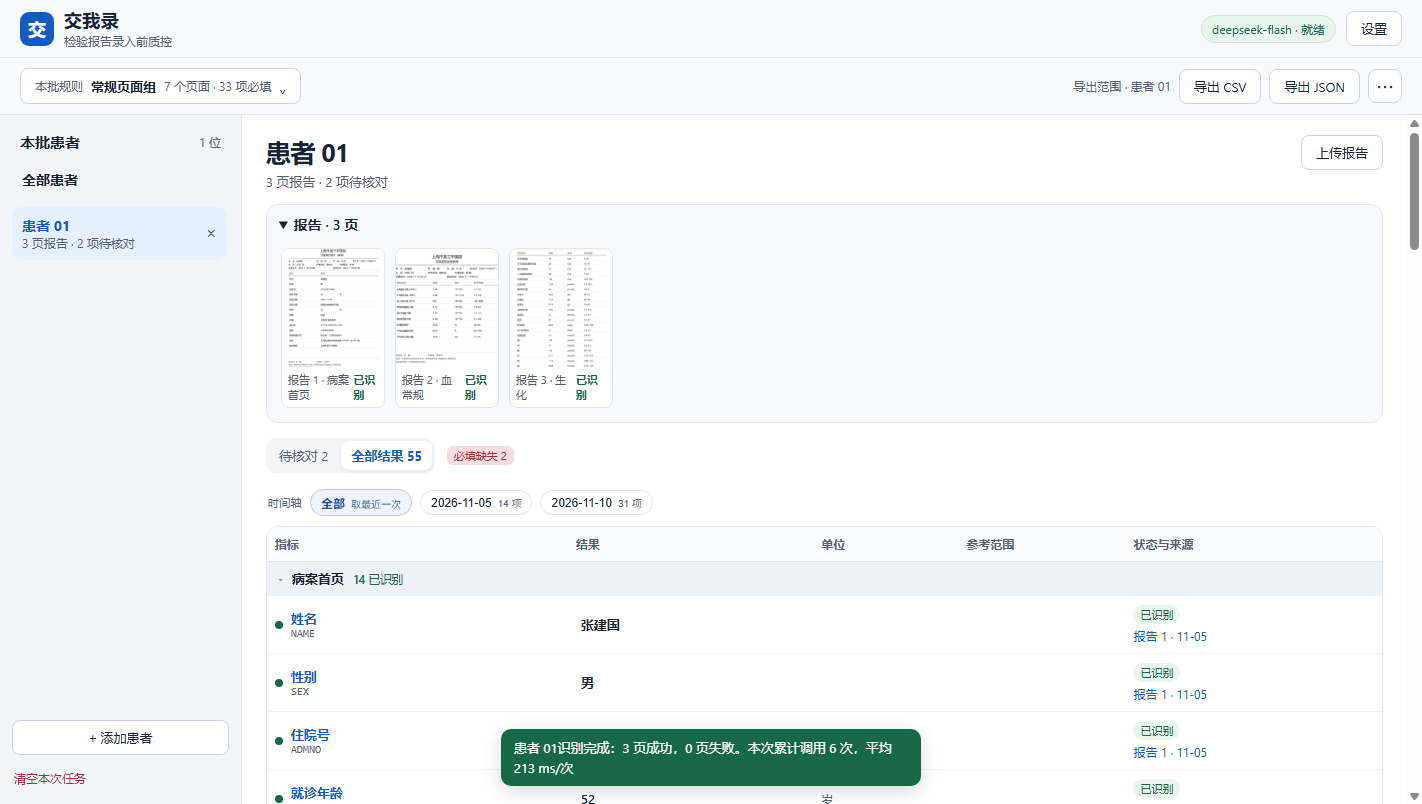 交
交我录
检验报告录入前质控
deepseek-flash · 就绪
设置
本批规则 常规页面组 7 个页面 · 33 项必填
导出范围 · 患者 01
导出 CSV
导出 JSON
···
本批患者 1 位
全部患者
患者 01
3 页报告 · 2 项待核对
×
+ 添加患者
清空本次任务
患者 01
3 页报告 · 2 项待核对
上传报告
▼ 报告 · 3 页
报告 1 · 病案首页 已识别
报告 2 · 血常规 已识别
报告 3 · 生化 已识别
待核对 2
全部结果 55
必填缺失 2
时间轴
全部 取最近一次
2026-11-05 14 项
2026-11-10 31 项
指标 结果 单位 参考范围 状态与来源
病案首页 14 已识别
姓名 张建国 已识别
NAME 报告 1 · 11-05
性别 男 已识别
SEX 报告 1 · 11-05
住院号 已识别
ADMNO 报告 1 · 11-05
就诊年龄 52 岁 已识别
患者 01识别完成：3 页成功，0 页失败。本次累计调用 6 次，平均
213 ms/次